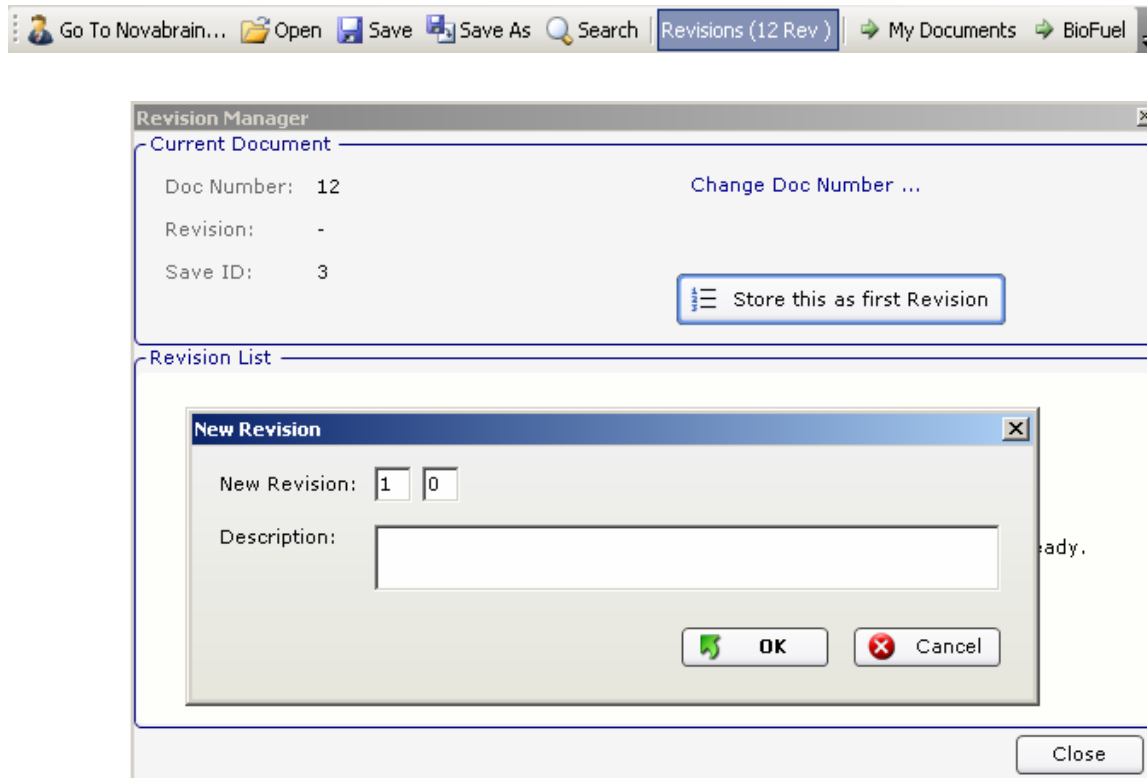 Go To Novabrain... Open Save Save As Search Revisions (12 Rev ) My Documents BioFuel
Revision Manager
Current Document
Doc Number: 12 Change Doc Number ...
Revision: -
Save ID: 3
Store this as first Revision
Revision List
New Revision
New Revision: 1 0
Description:
eady.
OK Cancel
Close